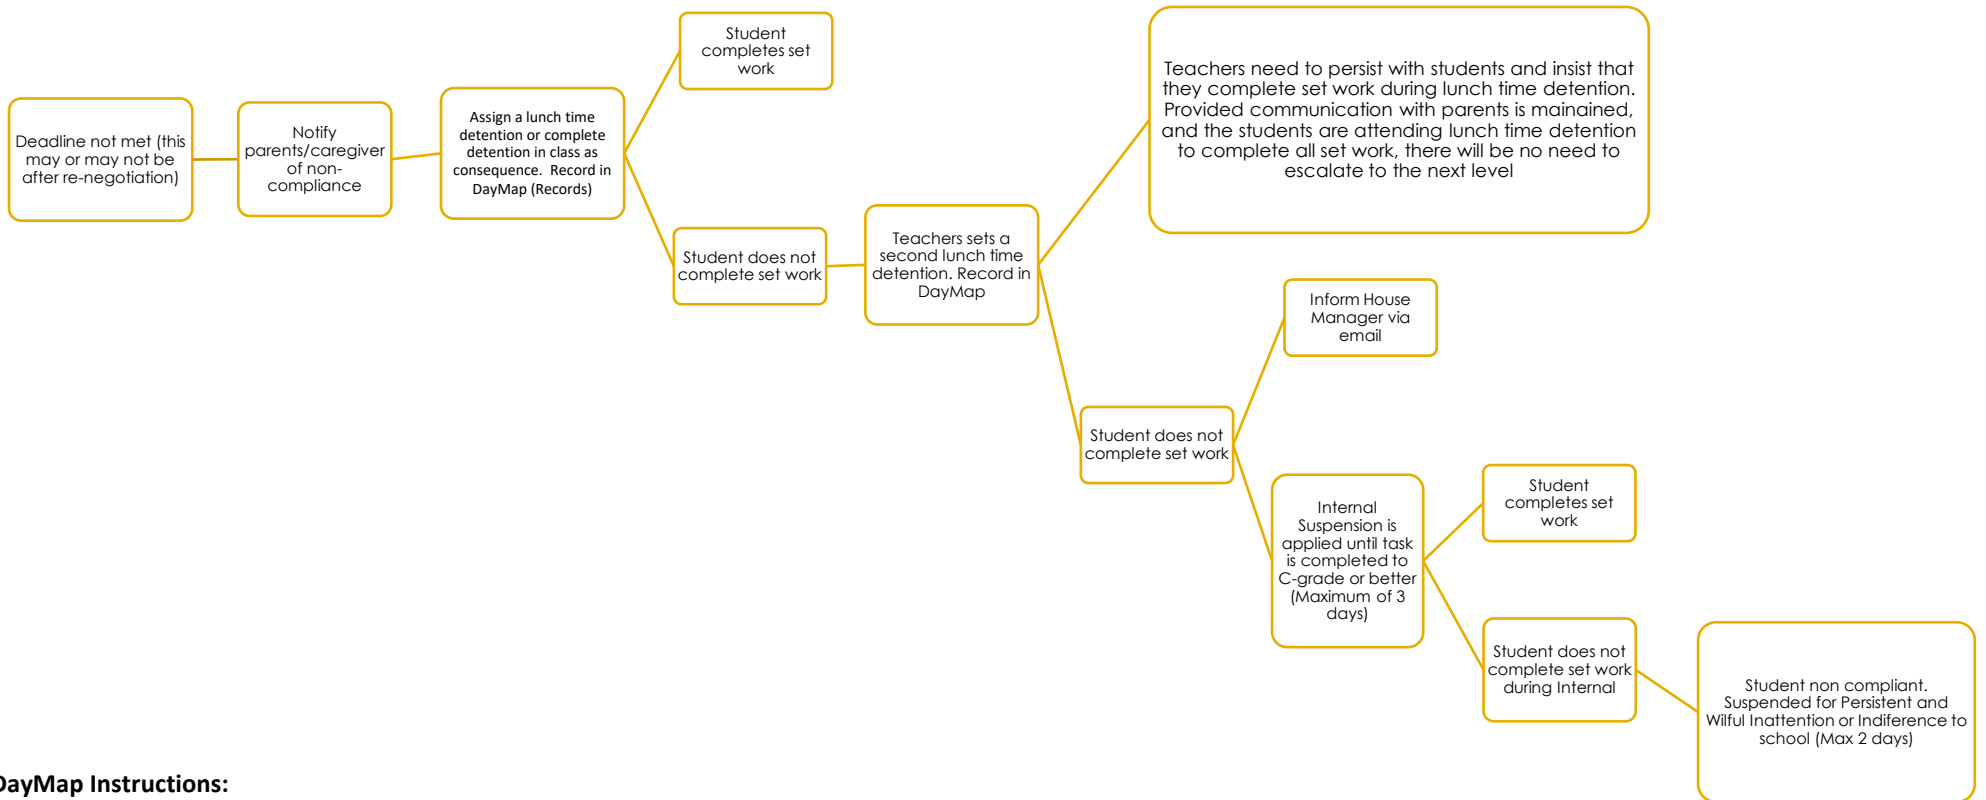 Deadline not met (this
may or may not be
after re-negotiation)
Notify
parents/caregiver
of non-
compliance
Assign a lunch time
detention or complete
detention in class as
consequence.  Record in
DayMap (Records)
Student
completes set
work
Student does not
complete set work
Teachers sets a
second lunch time
detention. Record in
DayMap
Teachers need to persist with students and insist that
they complete set work during lunch time detention.
Provided communication with parents is mainained,
and the students are attending lunch time detention
to complete all set work, there will be no need to
escalate to the next level
Student does not
complete set work
Inform House
Manager via
email
Internal
Suspension is
applied until task
is completed to
C-grade or better
(Maximum of 3
days)
Student
completes set
work
Student does not
complete set work
during Internal
Student non compliant.
Suspended for Persistent and
Wilful Inattention or Indiference to
school (Max 2 days)
DayMap Instructions: